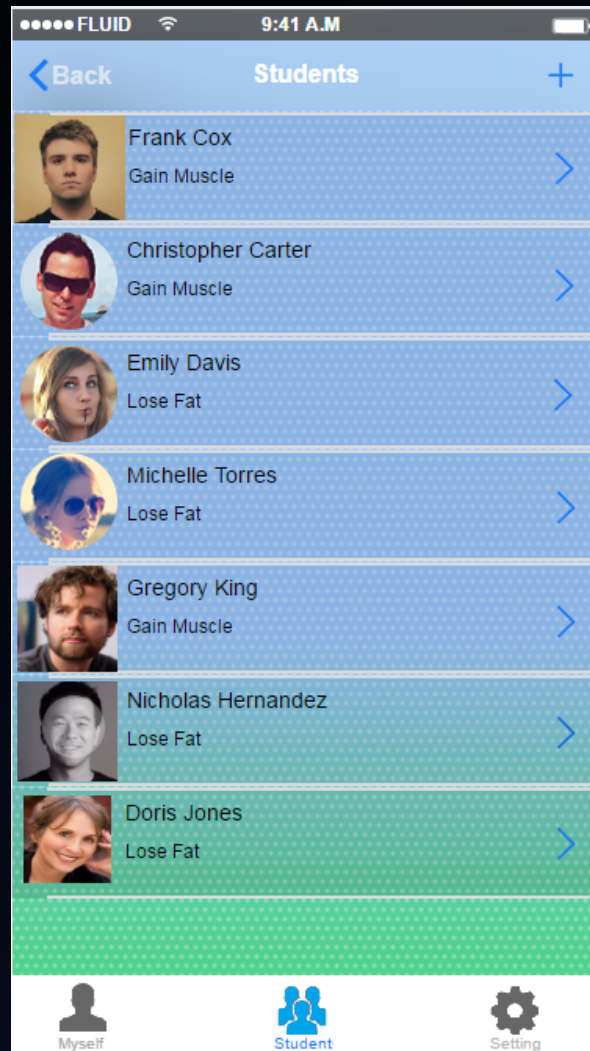 FLUID 9:41 A.M
Back Students +
Frank Cox
Gain Muscle
Christopher Carter
Gain Muscle
Emily Davis
Lose Fat
Michelle Torres
Lose Fat
Gregory King
Gain Muscle
Nicholas Hernandez
Lose Fat
Doris Jones
Lose Fat
Myself Student Setting